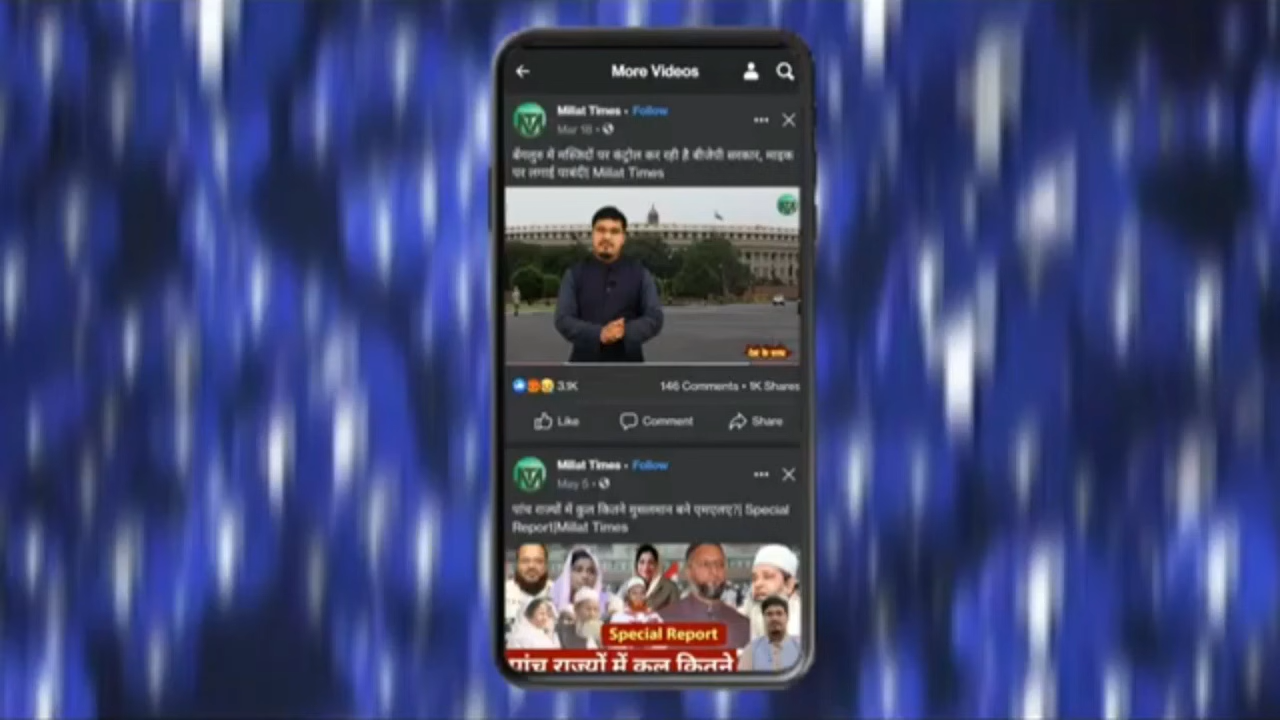 More Videos
Millat Times • Follow
Mar 18 •
बेंगलुरु में मस्जिदों पर कंट्रोल कर रही है बीजेपी सरकार, माइक
पर लगाई पाबंदी| Millat Times
3.1K 146 Comments • 1K Shares
Like Comment Share
Millat Times • Follow
May 5 •
पांच राज्यों में कुल कितने मुसलमान बने एमएलए?| Special
Report|Millat Times
Special Report
पांच राज्यों में कुल कितने